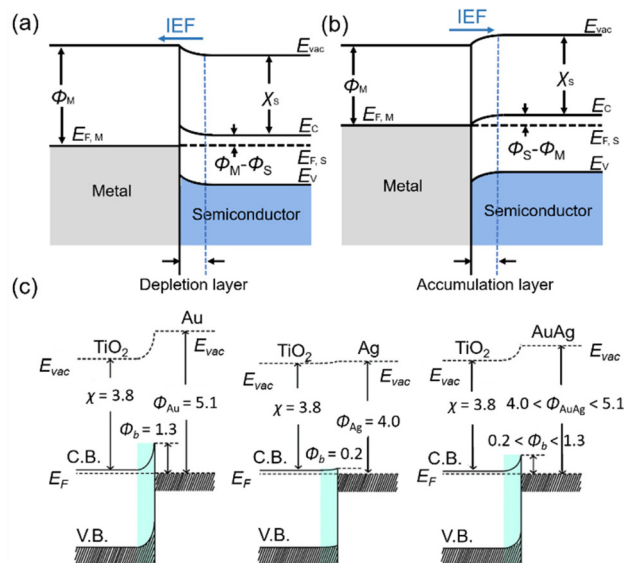 (a)
IEF
E_vac
Φ_M
χ_S
E_C
E_F, M
E_F, S
Φ_M-Φ_S
E_V
Metal
Semiconductor
Depletion layer
(b)
IEF
E_vac
Φ_M
χ_S
E_C
E_F, M
E_F, S
Φ_S-Φ_M
E_V
Metal
Semiconductor
Accumulation layer
(c)
Au
TiO₂
E_vac
E_vac
χ = 3.8
Φ_Au = 5.1
Φ_b = 1.3
C.B.
E_F
V.B.
TiO₂
Ag
E_vac
χ = 3.8
Φ_Ag = 4.0
Φ_b = 0.2
C.B.
E_F
V.B.
AuAg
TiO₂
E_vac
E_vac
χ = 3.8
4.0 < Φ_AuAg < 5.1
0.2 < Φ_b < 1.3
C.B.
E_F
V.B.